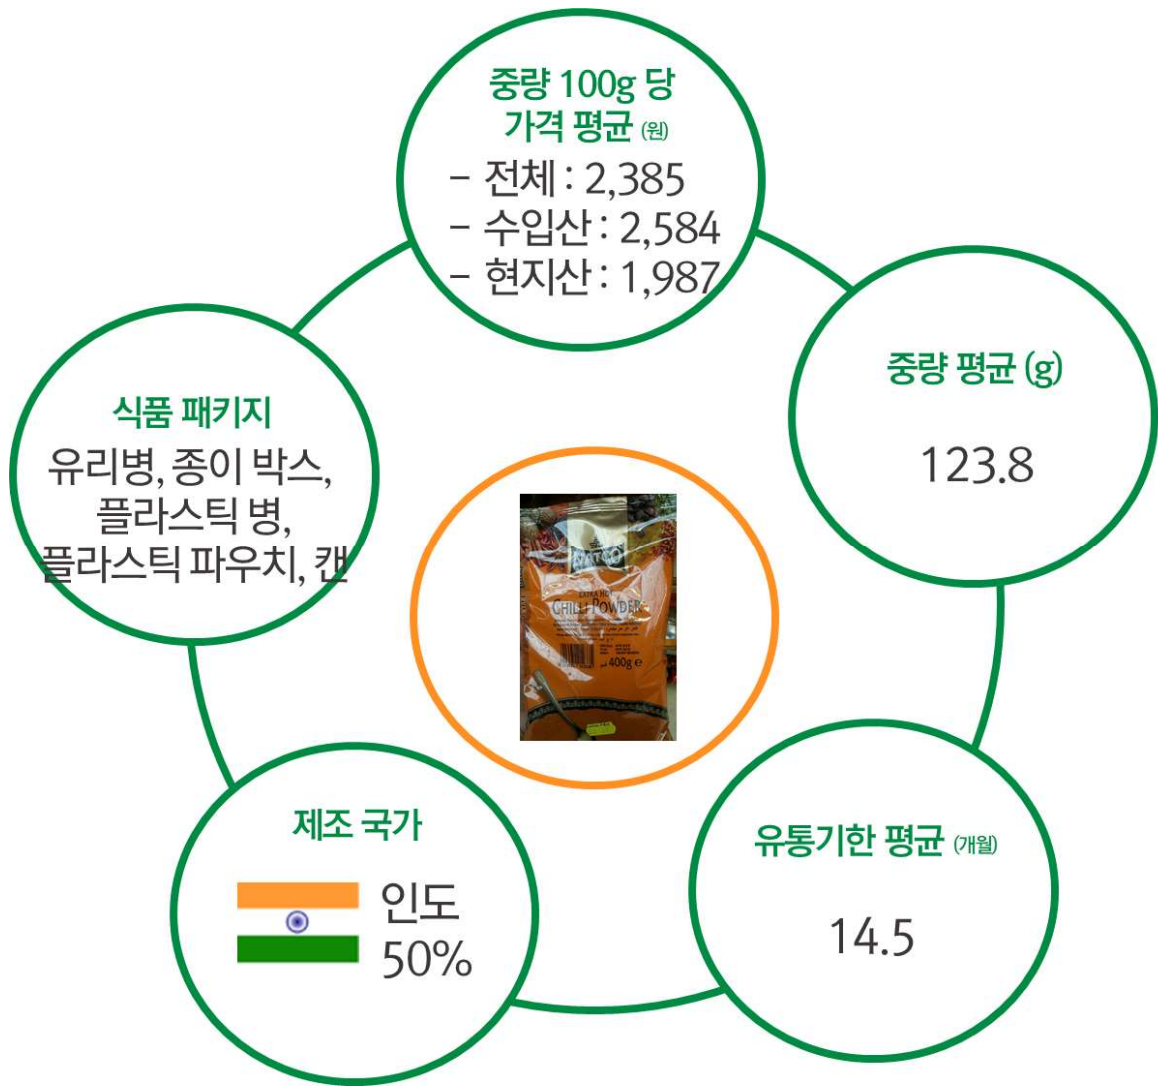 중량 100g 당
가격 평균 (원)
- 전체 : 2,385
- 수입산 : 2,584
- 현지산 : 1,987
중량 평균 (g)
123.8
식품 패키지
유리병, 종이 박스,
플라스틱 병,
플라스틱 파우치, 캔
NATCO
EXTRA HOT
CHILLI POWDER
400g e
제조 국가
인도
50%
유통기한 평균 (개월)
14.5